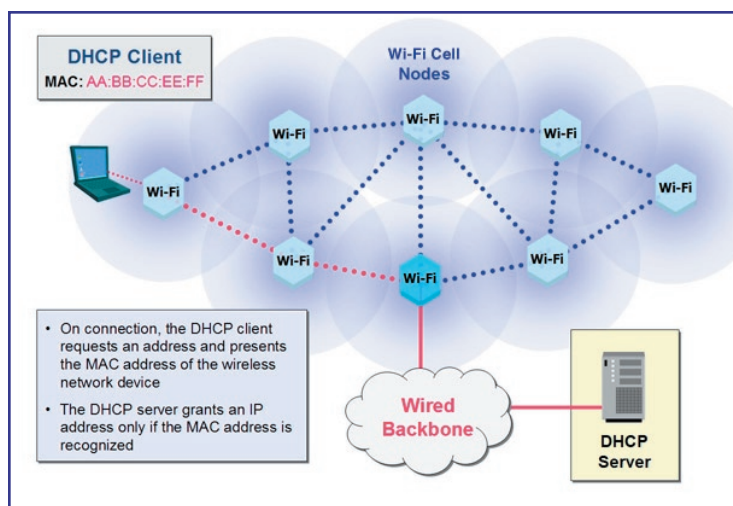 DHCP Client
MAC: AA:BB:CC:EE:FF
Wi-Fi Cell
Nodes
Wi-Fi
Wi-Fi
Wi-Fi
Wi-Fi
Wi-Fi
Wi-Fi
Wi-Fi
Wi-Fi
• On connection, the DHCP client
requests an address and presents
the MAC address of the wireless
network device
• The DHCP server grants an IP
address only if the MAC address is
recognized
Wired
Backbone
DHCP
Server